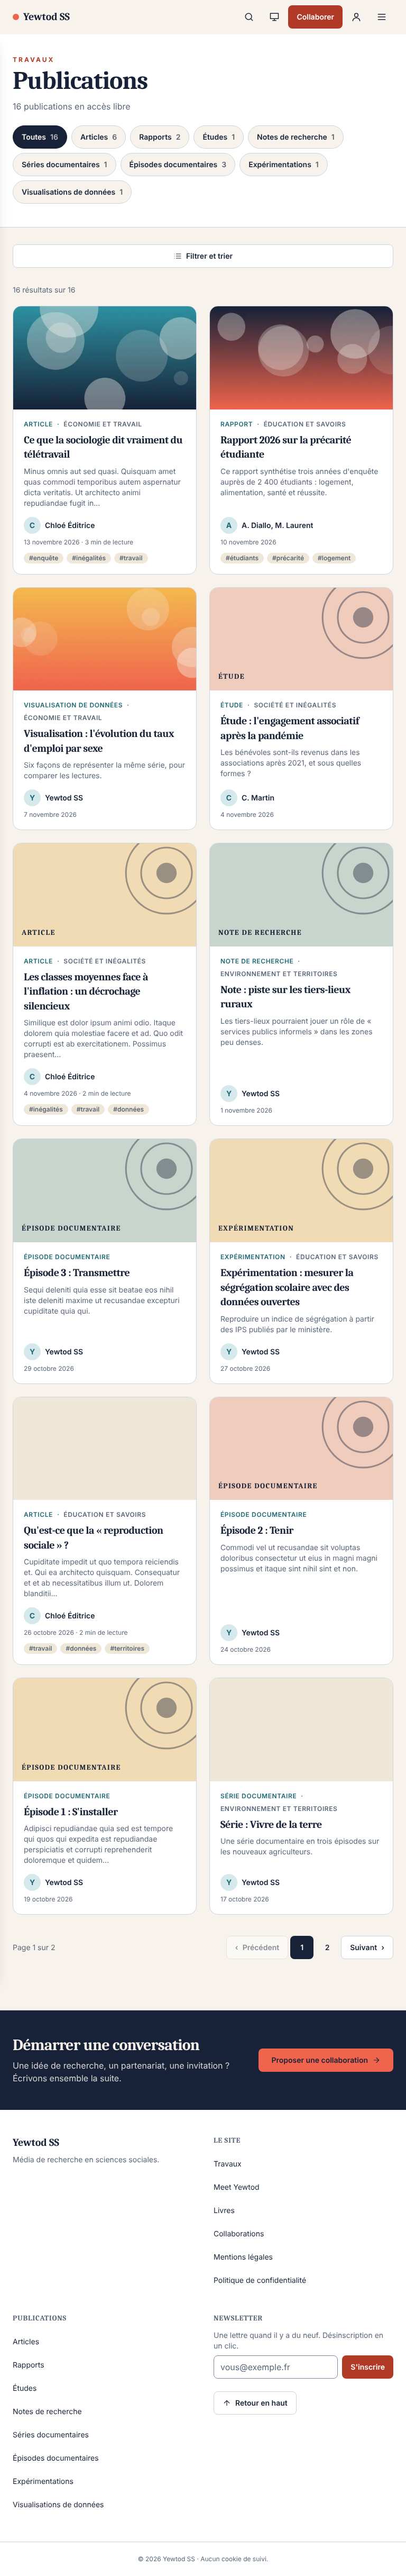 Yewtod SS
Collaborer
TRAVAUX
Publications
16 publications en accès libre
Toutes 16
Articles 6
Rapports 2
Études 1
Notes de recherche 1
Séries documentaires 1
Épisodes documentaires 3
Expérimentations 1
Visualisations de données 1
Filtrer et trier
16 résultats sur 16
ARTICLE · ÉCONOMIE ET TRAVAIL
Ce que la sociologie dit vraiment du
télétravail
Minus omnis aut sed quasi. Quisquam amet
quas commodi temporibus autem aspernatur
dicta veritatis. Ut architecto animi
repudiandae fugit in…
C Chloé Éditrice
13 novembre 2026 · 3 min de lecture
#enquête #inégalités #travail
RAPPORT · ÉDUCATION ET SAVOIRS
Rapport 2026 sur la précarité
étudiante
Ce rapport synthétise trois années d'enquête
auprès de 2 400 étudiants : logement,
alimentation, santé et réussite.
A A. Diallo, M. Laurent
10 novembre 2026
#étudiants #précarité #logement
VISUALISATION DE DONNÉES ·
ÉCONOMIE ET TRAVAIL
Visualisation : l'évolution du taux
d'emploi par sexe
Six façons de représenter la même série, pour
comparer les lectures.
Y Yewtod SS
7 novembre 2026
ÉTUDE
ÉTUDE · SOCIÉTÉ ET INÉGALITÉS
Étude : l'engagement associatif
après la pandémie
Les bénévoles sont-ils revenus dans les
associations après 2021, et sous quelles
formes ?
C C. Martin
4 novembre 2026
ARTICLE
ARTICLE · SOCIÉTÉ ET INÉGALITÉS
Les classes moyennes face à
l'inflation : un décrochage
silencieux
Similique est dolor ipsum animi odio. Itaque
dolorem quia molestiae facere et ad. Quo odit
corrupti est ab exercitationem. Possimus
praesent…
C Chloé Éditrice
4 novembre 2026 · 2 min de lecture
#inégalités #travail #données
NOTE DE RECHERCHE
NOTE DE RECHERCHE ·
ENVIRONNEMENT ET TERRITOIRES
Note : piste sur les tiers-lieux
ruraux
Les tiers-lieux pourraient jouer un rôle de «
services publics informels » dans les zones
peu denses.
Y Yewtod SS
1 novembre 2026
ÉPISODE DOCUMENTAIRE
ÉPISODE DOCUMENTAIRE
Épisode 3 : Transmettre
Sequi deleniti quia esse sit beatae eos nihil
iste deleniti maxime ut recusandae excepturi
cupiditate quia qui.
Y Yewtod SS
29 octobre 2026
EXPÉRIMENTATION
EXPÉRIMENTATION · ÉDUCATION ET SAVOIRS
Expérimentation : mesurer la
ségrégation scolaire avec des
données ouvertes
Reproduire un indice de ségrégation à partir
des IPS publiés par le ministère.
Y Yewtod SS
27 octobre 2026
ARTICLE · ÉDUCATION ET SAVOIRS
Qu'est-ce que la « reproduction
sociale » ?
Cupiditate impedit ut quo tempora reiciendis
et. Qui ea architecto quisquam. Consequatur
et et ab necessitatibus illum ut. Dolorem
blanditii…
C Chloé Éditrice
26 octobre 2026 · 2 min de lecture
#travail #données #territoires
ÉPISODE DOCUMENTAIRE
ÉPISODE DOCUMENTAIRE
Épisode 2 : Tenir
Commodi vel ut recusandae sit voluptas
doloribus consectetur ut eius in magni magni
possimus et itaque sit nihil sint et non.
Y Yewtod SS
24 octobre 2026
ÉPISODE DOCUMENTAIRE
ÉPISODE DOCUMENTAIRE
Épisode 1 : S'installer
Adipisci repudiandae quia sed est tempore
qui quos qui expedita est repudiandae
perspiciatis et corrupti reprehenderit
doloremque et quidem…
Y Yewtod SS
19 octobre 2026
SÉRIE DOCUMENTAIRE ·
ENVIRONNEMENT ET TERRITOIRES
Série : Vivre de la terre
Une série documentaire en trois épisodes sur
les nouveaux agriculteurs.
Y Yewtod SS
17 octobre 2026
Page 1 sur 2
‹ Précédent 1 2 Suivant ›
Démarrer une conversation
Une idée de recherche, un partenariat, une invitation ?
Écrivons ensemble la suite.
Proposer une collaboration →
Yewtod SS
Média de recherche en sciences sociales.
LE SITE
Travaux
Meet Yewtod
Livres
Collaborations
Mentions légales
Politique de confidentialité
PUBLICATIONS
Articles
Rapports
Études
Notes de recherche
Séries documentaires
Épisodes documentaires
Expérimentations
Visualisations de données
NEWSLETTER
Une lettre quand il y a du neuf. Désinscription en
un clic.
vous@exemple.fr
S'inscrire
↑ Retour en haut
© 2026 Yewtod SS · Aucun cookie de suivi.